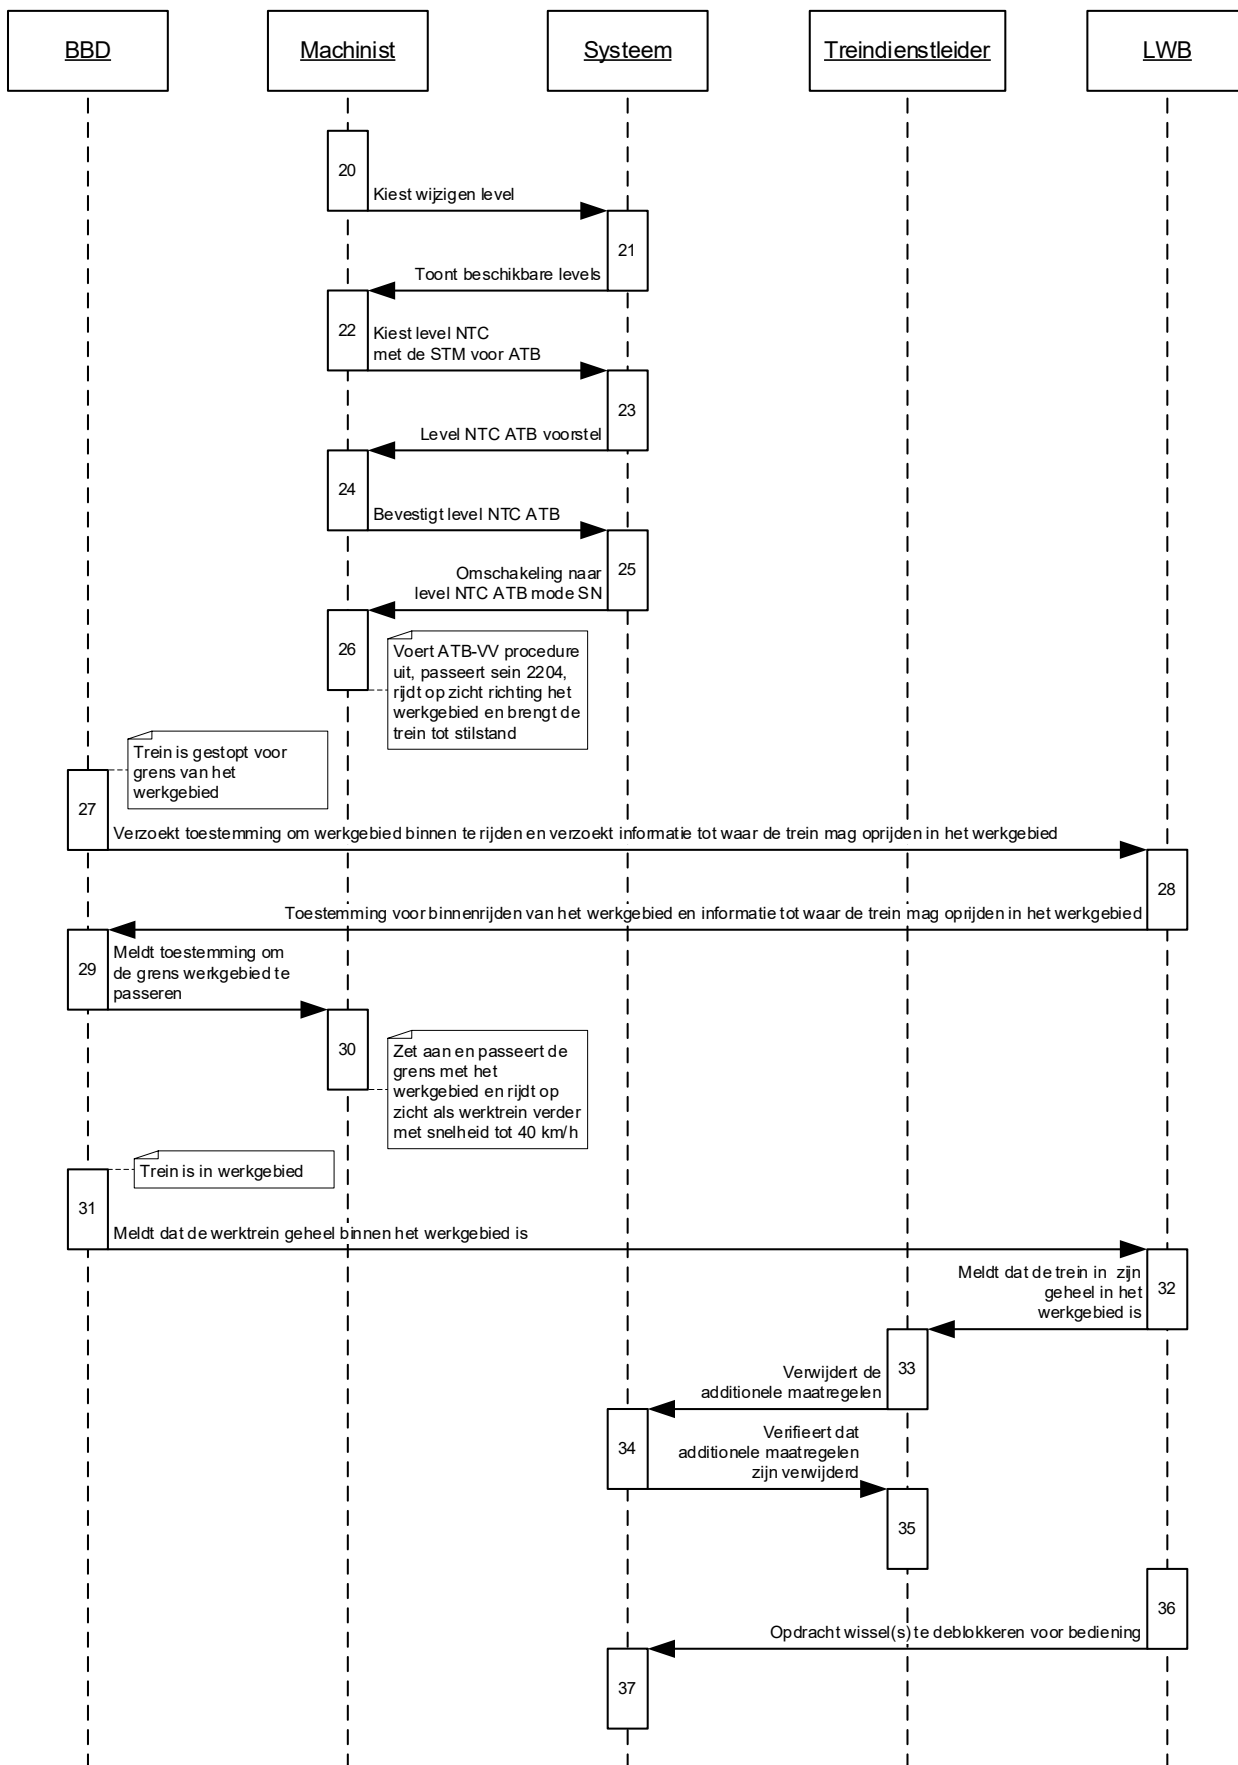 BBD
Machinist
Systeem
Treindienstleider
LWB
20
Kiest wijzigen level
21
Toont beschikbare levels
22
Kiest level NTC
met de STM voor ATB
23
Level NTC ATB voorstel
24
Bevestigt level NTC ATB
25
Omschakeling naar
level NTC ATB mode SN
26
Voert ATB-VV procedure
uit, passeert sein 2204,
rijdt op zicht richting het
werkgebied en brengt de
trein tot stilstand
Trein is gestopt voor
grens van het
werkgebied
27
Verzoekt toestemming om werkgebied binnen te rijden en verzoekt informatie tot waar de trein mag oprijden in het werkgebied
28
Toestemming voor binnenrijden van het werkgebied en informatie tot waar de trein mag oprijden in het werkgebied
29
Meldt toestemming om
de grens werkgebied te
passeren
30
Zet aan en passeert de
grens met het
werkgebied en rijdt op
zicht als werktrein verder
met snelheid tot 40 km/h
Trein is in werkgebied
31
Meldt dat de werktrein geheel binnen het werkgebied is
32
Meldt dat de trein in zijn
geheel in het
werkgebied is
33
Verwijdert de
additionele maatregelen
34
Verifieert dat
additionele maatregelen
zijn verwijderd
35
36
Opdracht wissel(s) te deblokkeren voor bediening
37